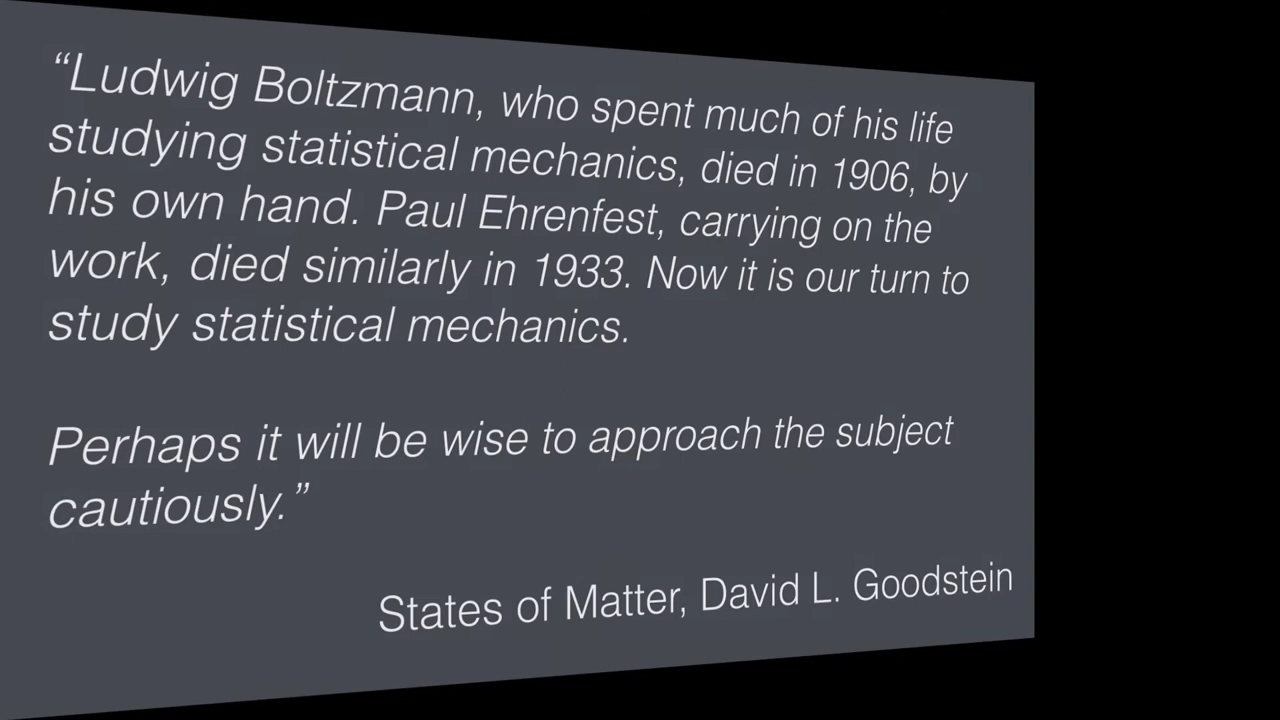 “Ludwig Boltzmann, who spent much of his life
studying statistical mechanics, died in 1906, by
his own hand. Paul Ehrenfest, carrying on the
work, died similarly in 1933. Now it is our turn to
study statistical mechanics.
Perhaps it will be wise to approach the subject
cautiously.”
States of Matter, David L. Goodstein